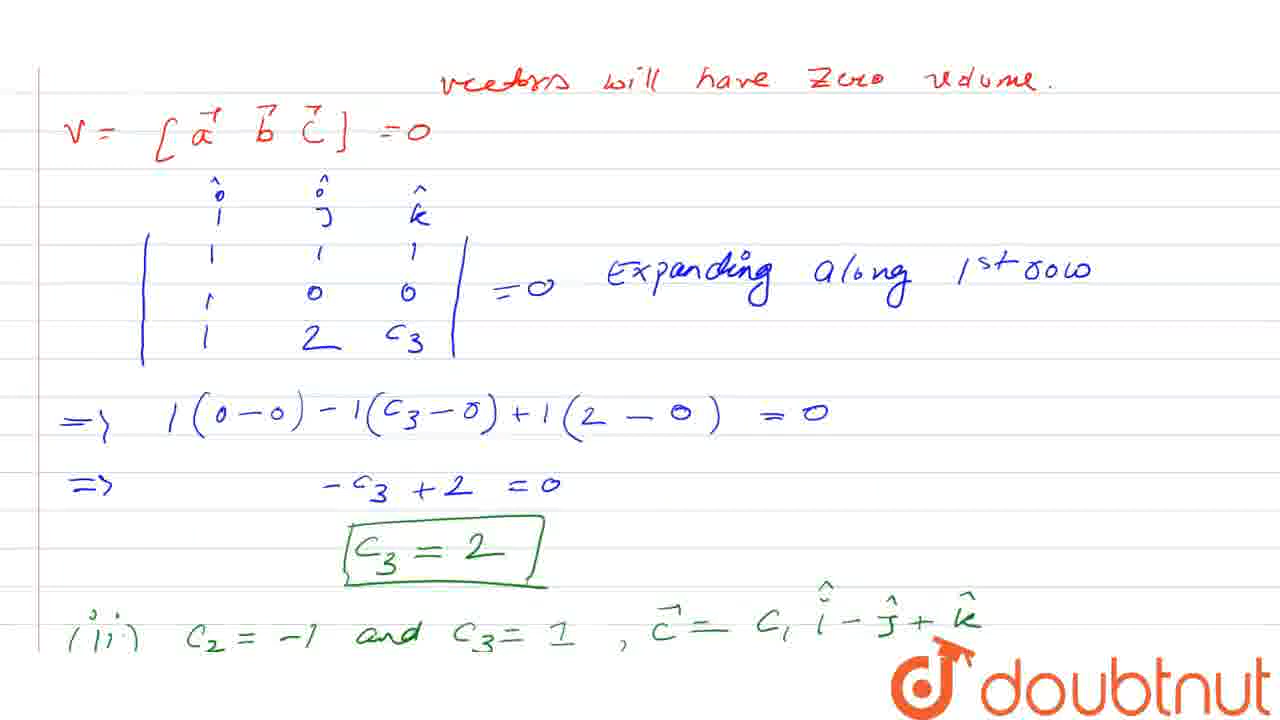 vectors will have zero volume.
V = [a⃗ b⃗ c⃗] = 0
î ĵ k̂
| 1 1 1 |
| 1 0 0 | = 0 Expanding along 1st row
| 1 2 c₃ |
=> 1(0-0) - 1(c₃-0) + 1(2-0) = 0
=> -c₃ + 2 = 0
c₃ = 2
(ii) c₂ = -1 and c₃ = 1, c⃗ = c₁ î - ĵ + k̂
doubtnut